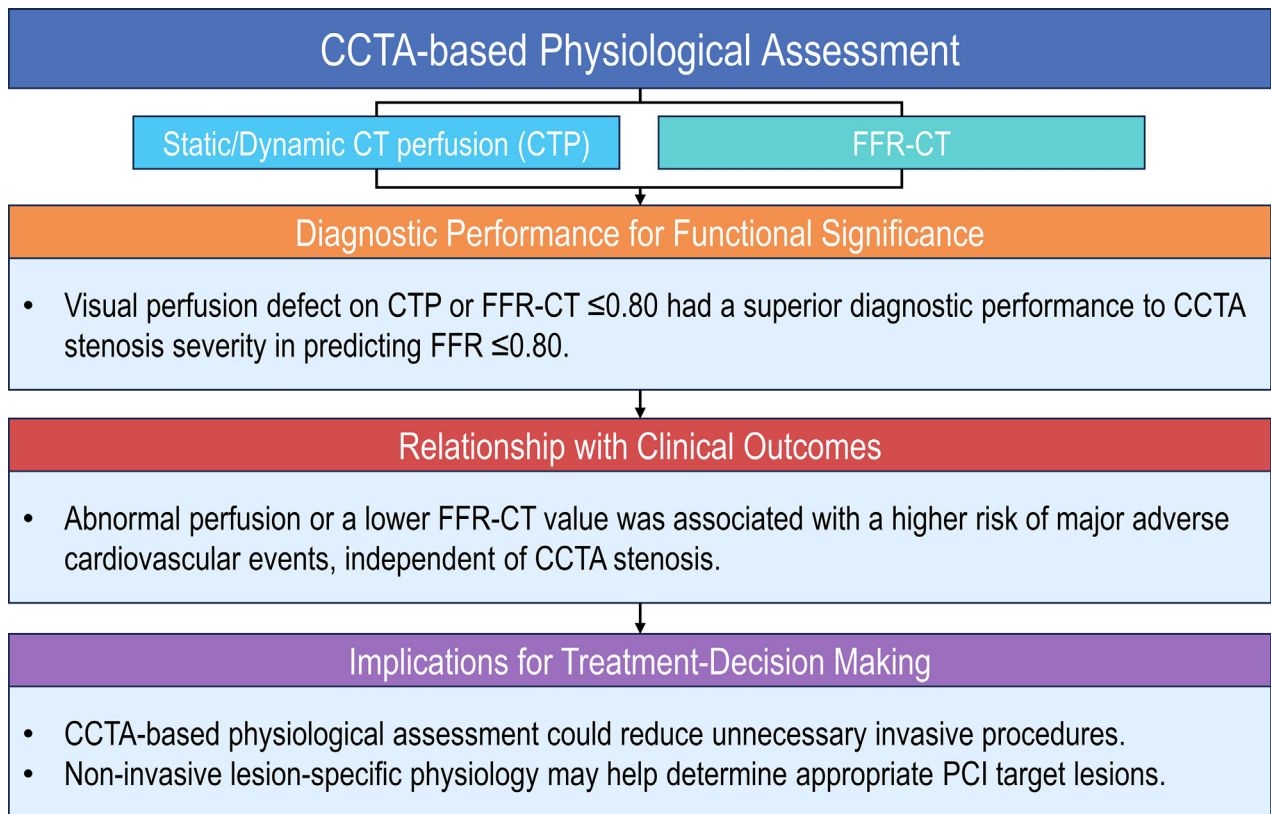 CCTA-based Physiological Assessment
Static/Dynamic CT perfusion (CTP)
FFR-CT
Diagnostic Performance for Functional Significance
• Visual perfusion defect on CTP or FFR-CT ≤0.80 had a superior diagnostic performance to CCTA
stenosis severity in predicting FFR ≤0.80.
Relationship with Clinical Outcomes
• Abnormal perfusion or a lower FFR-CT value was associated with a higher risk of major adverse
cardiovascular events, independent of CCTA stenosis.
Implications for Treatment-Decision Making
• CCTA-based physiological assessment could reduce unnecessary invasive procedures.
• Non-invasive lesion-specific physiology may help determine appropriate PCI target lesions.